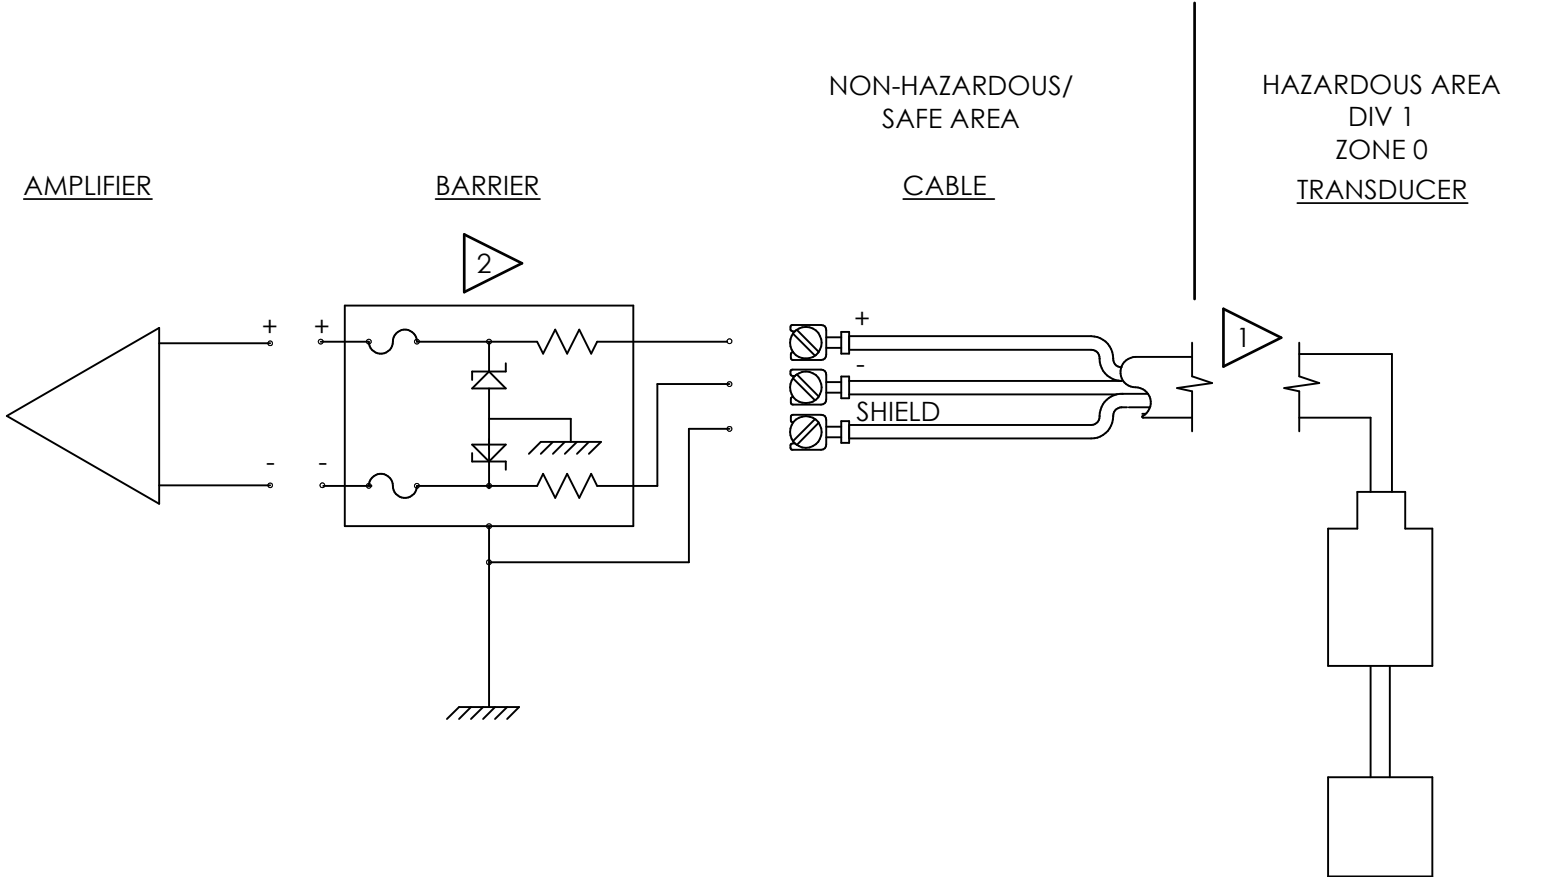 NON-HAZARDOUS/
SAFE AREA
HAZARDOUS AREA
DIV 1
ZONE 0
AMPLIFIER
BARRIER
CABLE
TRANSDUCER
2
1
+
+
+
-
SHIELD
-
-